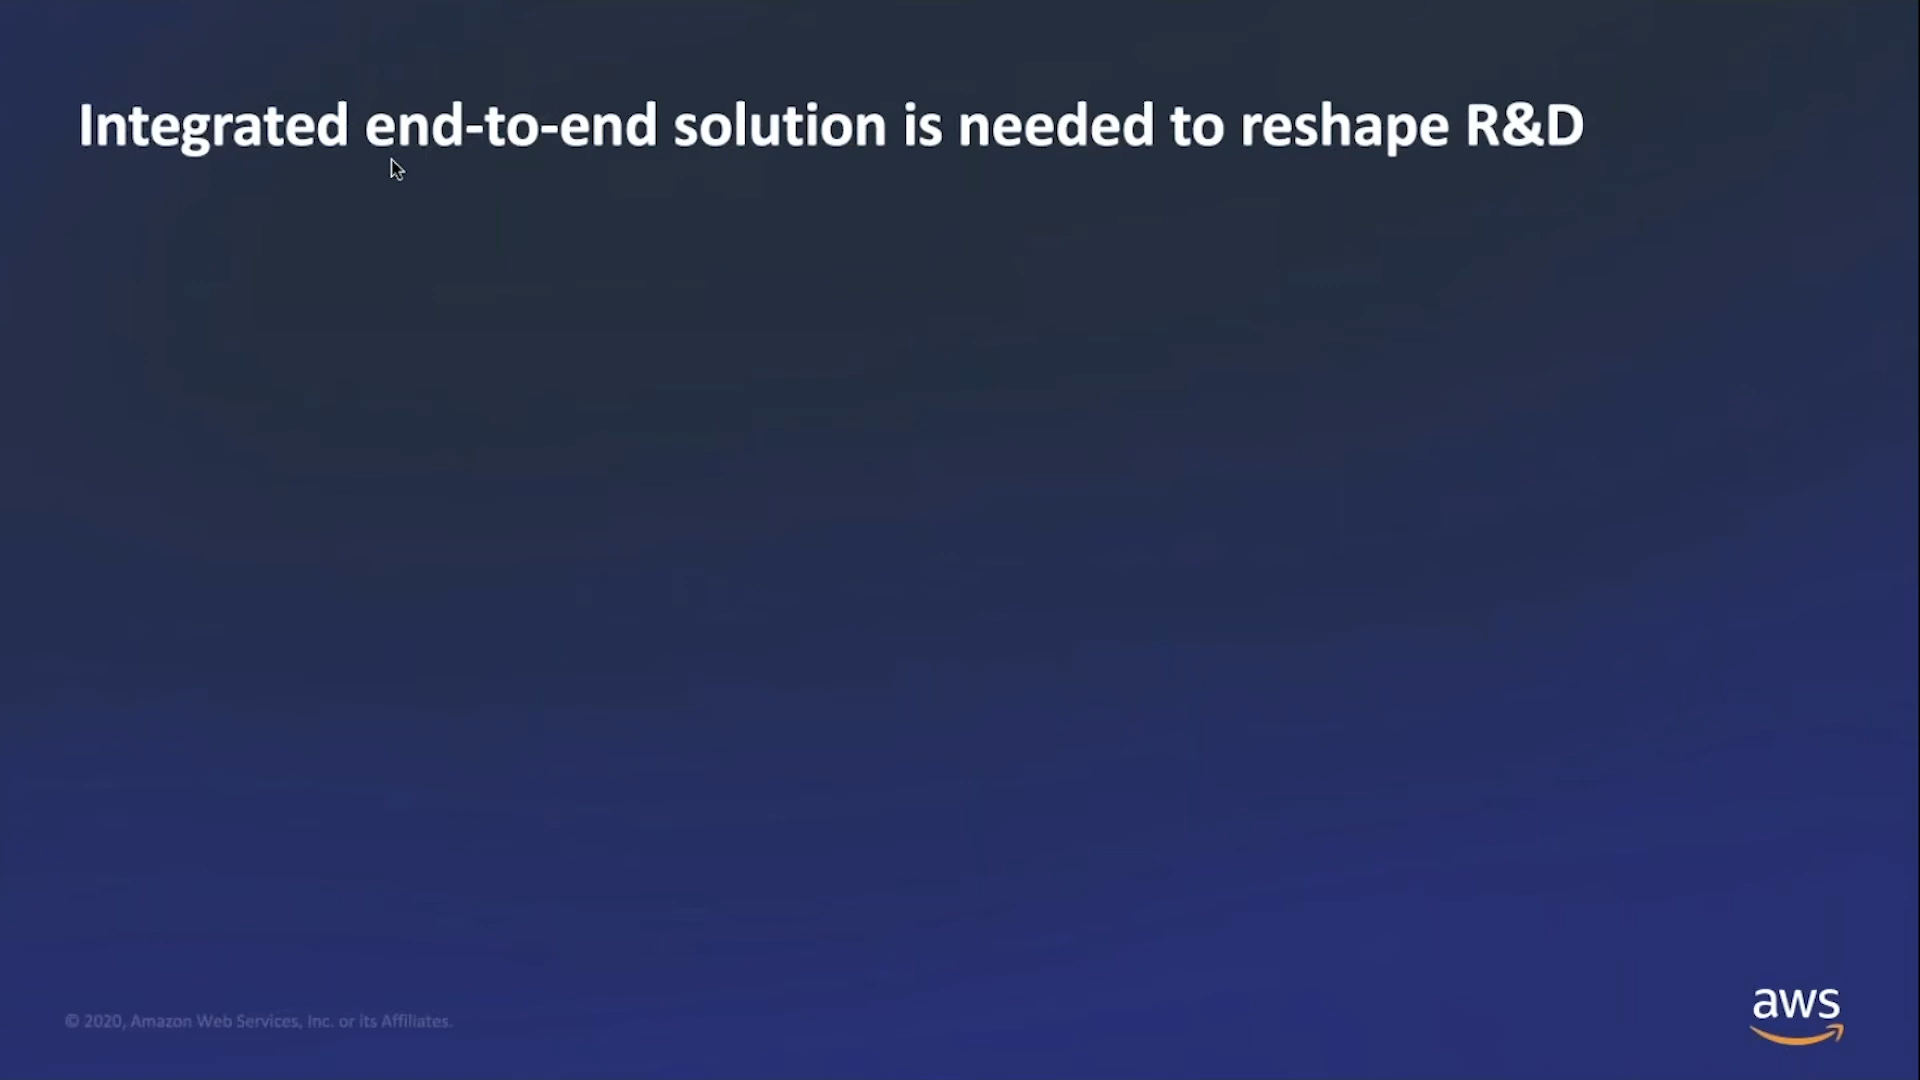 Integrated end-to-end solution is needed to reshape R&D
© 2020, Amazon Web Services, Inc. or its Affiliates.
aws